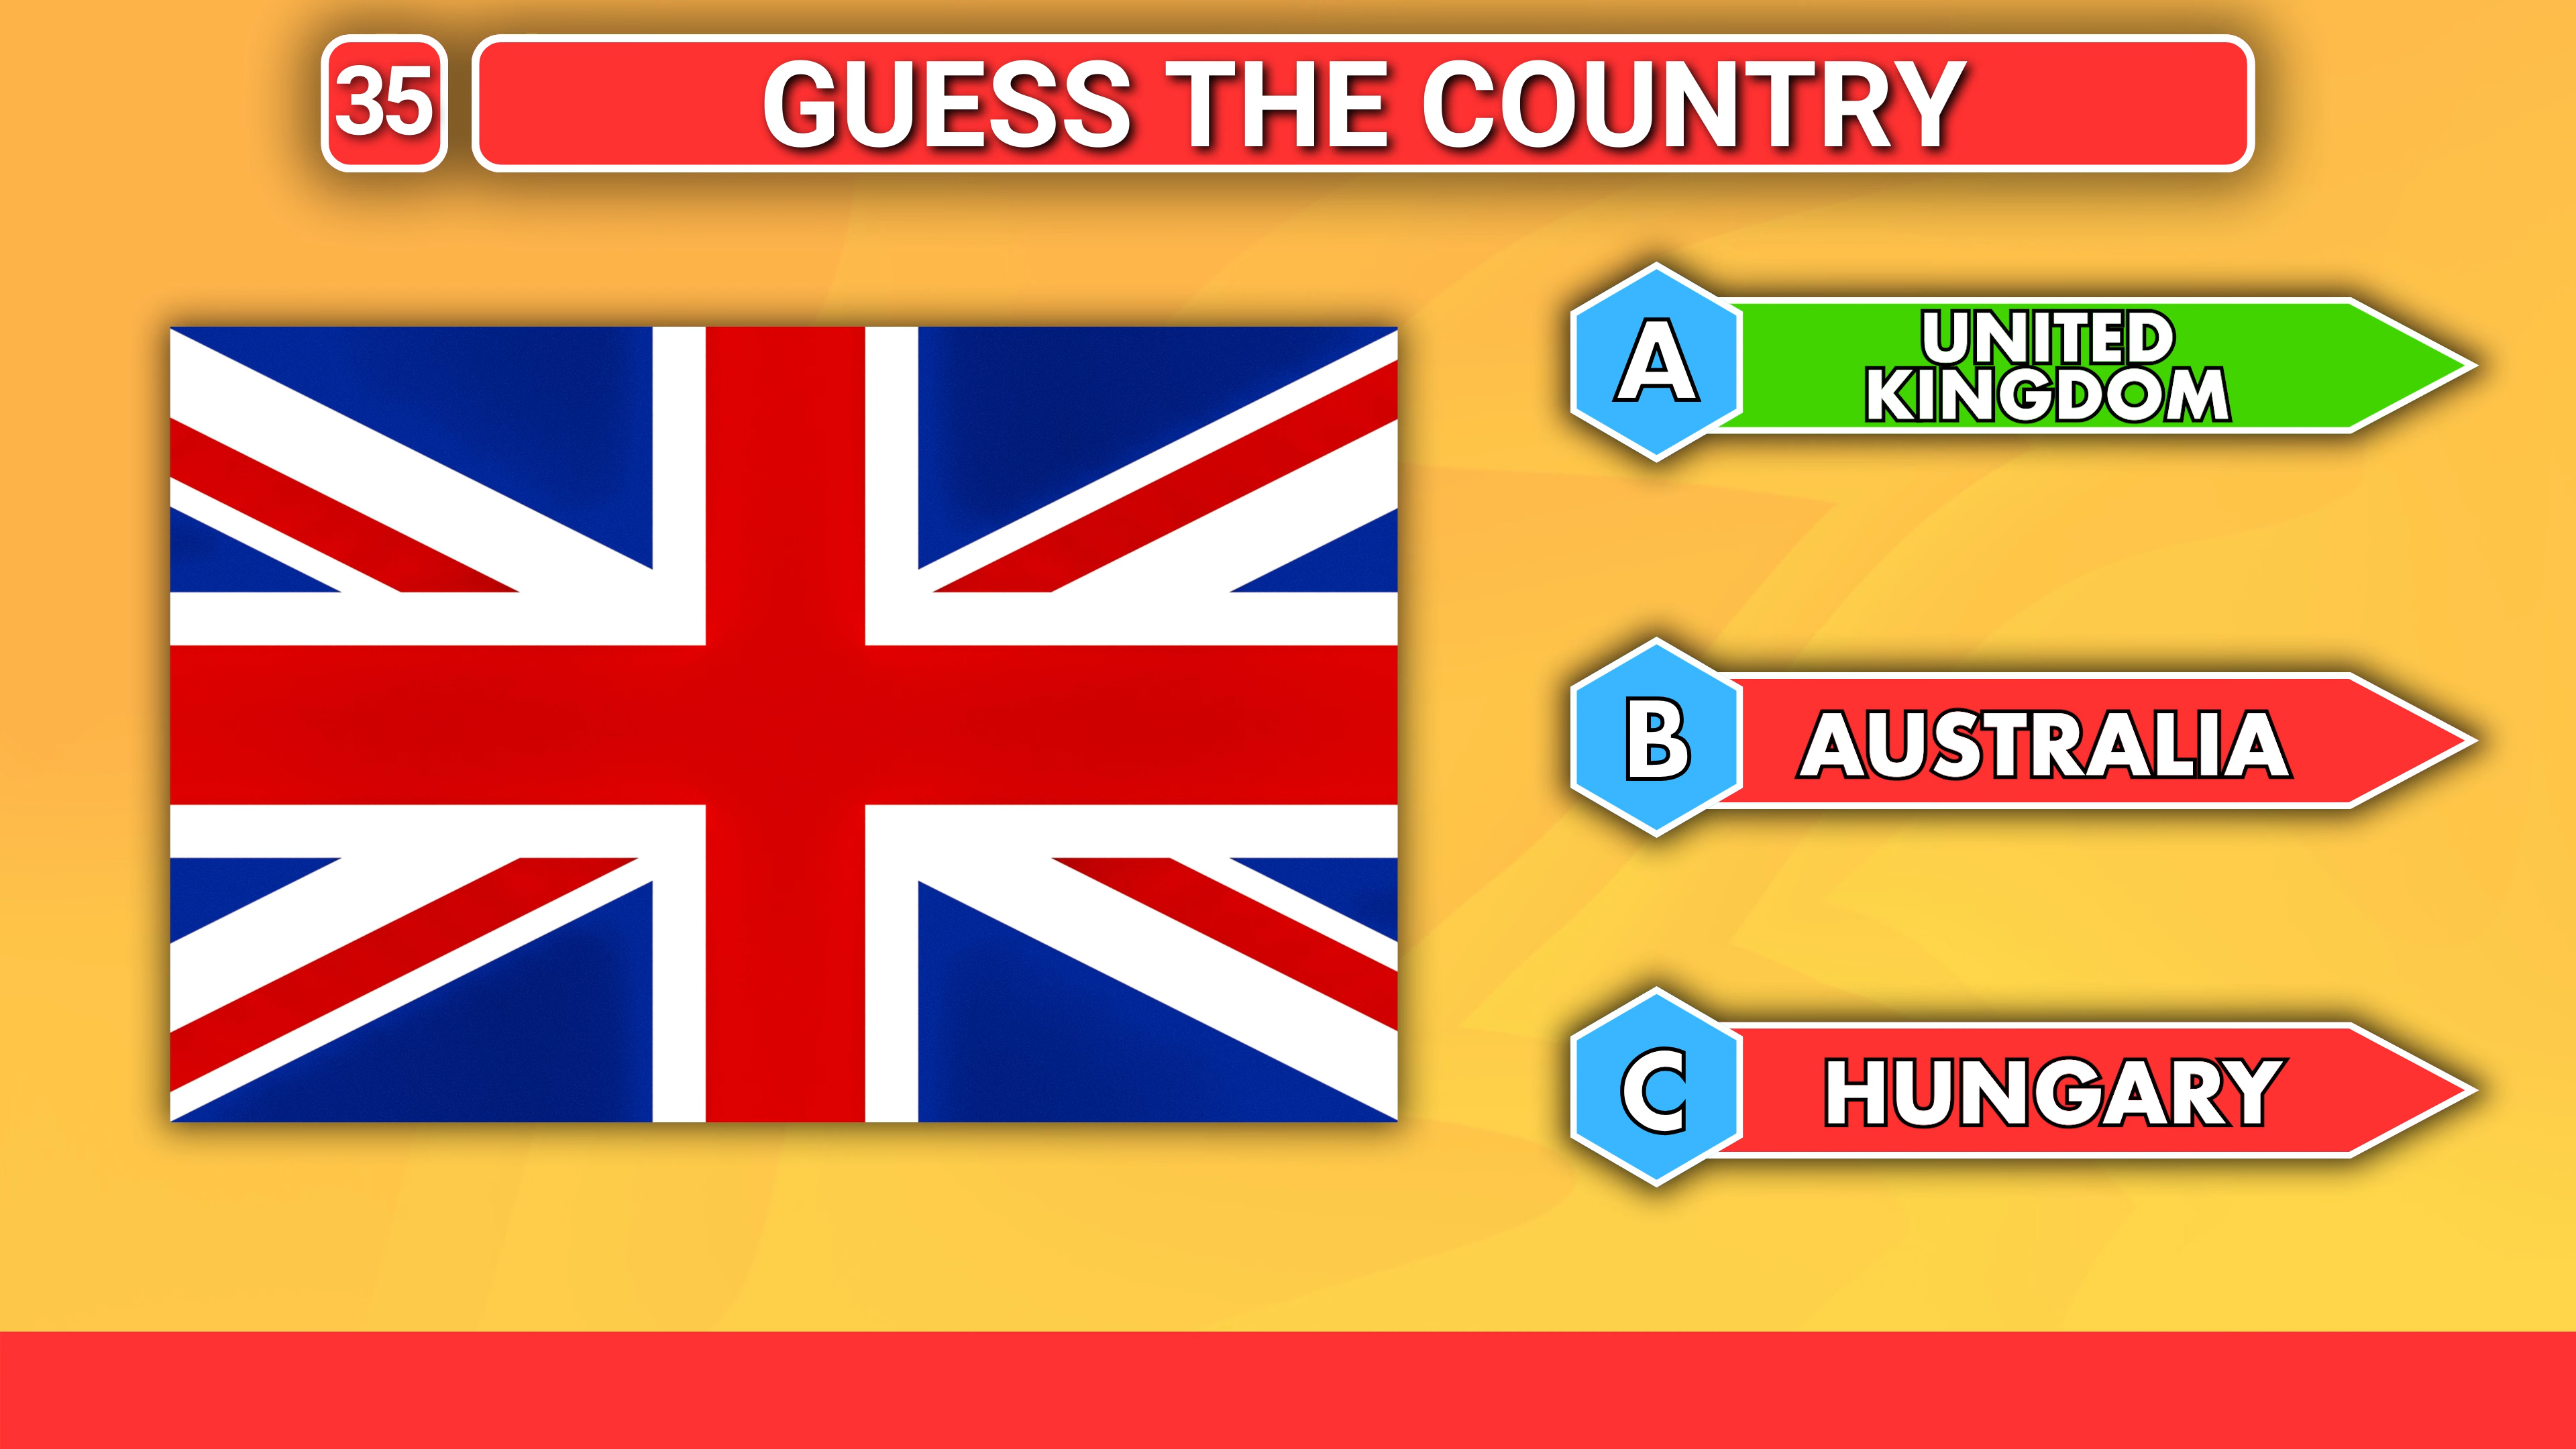 35
GUESS THE COUNTRY
A
UNITED
KINGDOM
B
AUSTRALIA
C
HUNGARY